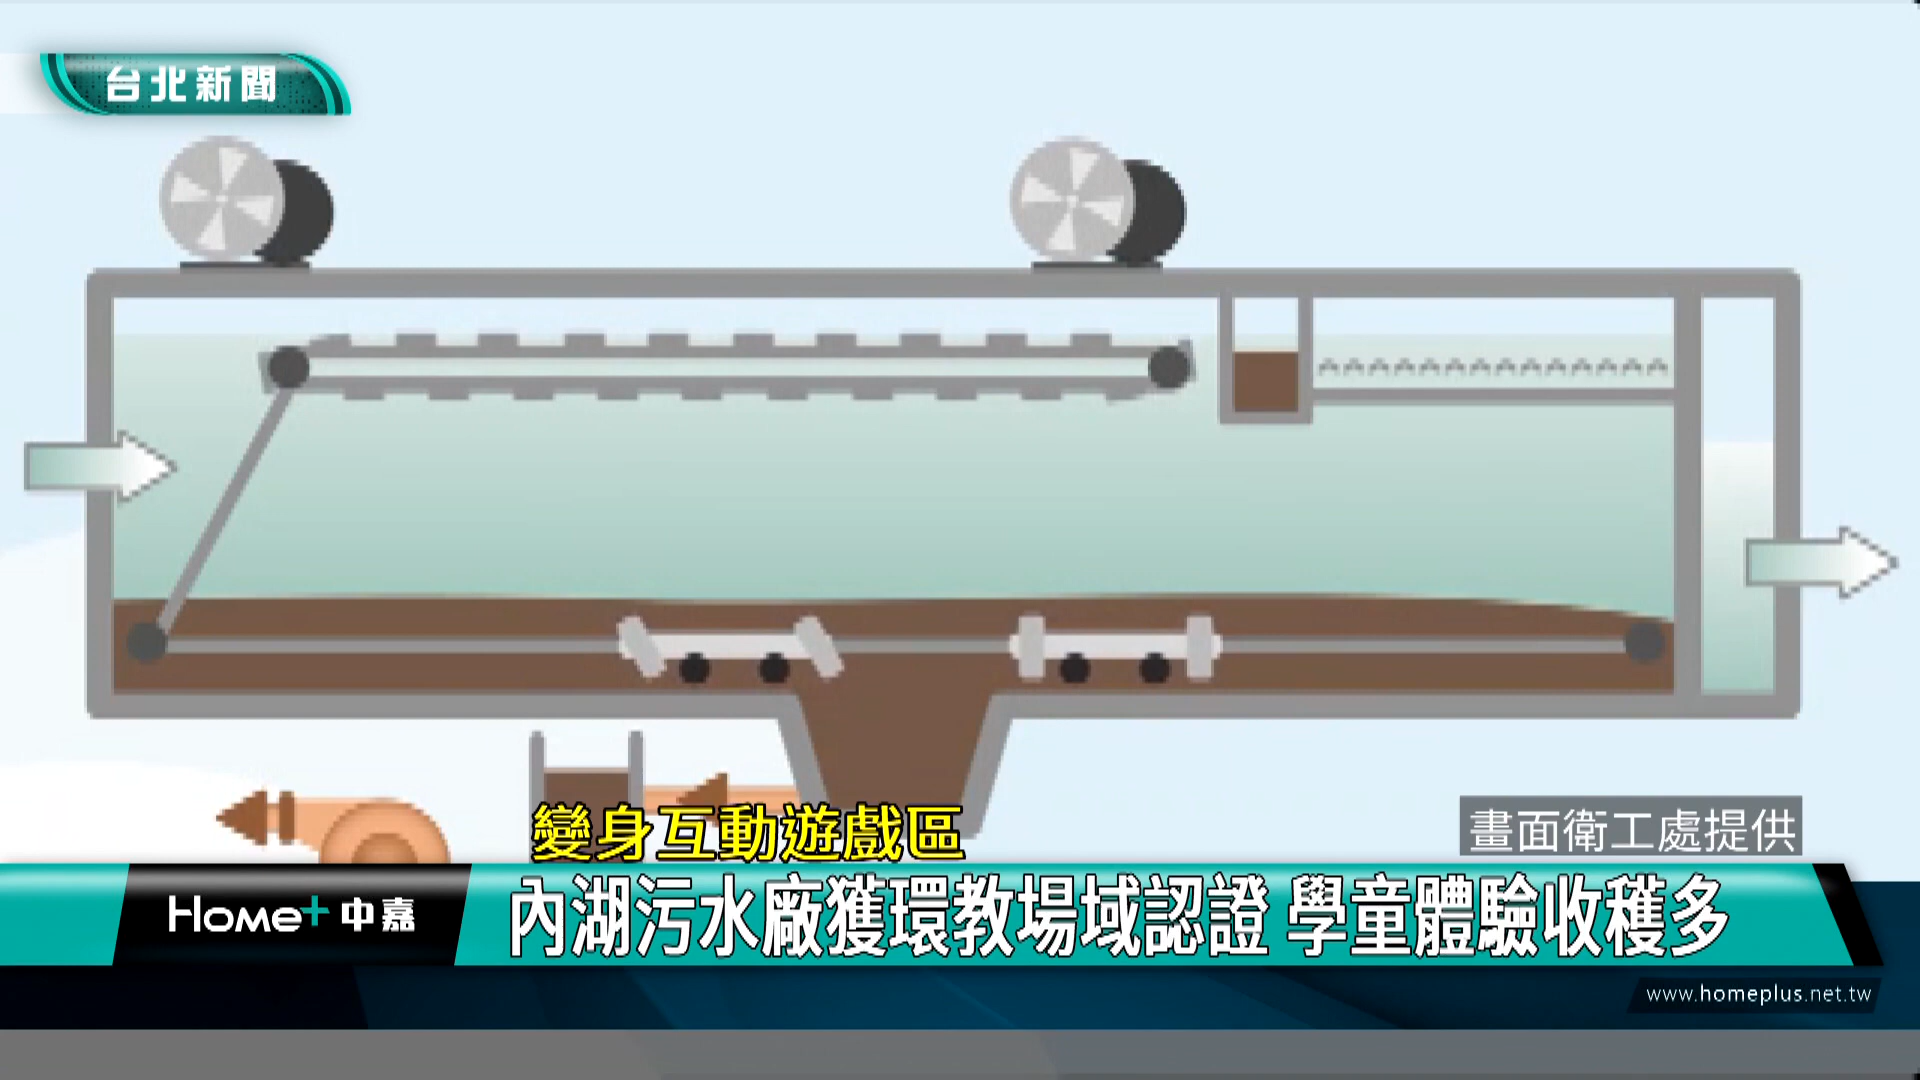 台北新聞
變身互動遊戲區
畫面衛工處提供
Home+ 中嘉
內湖污水廠獲環教場域認證 學童體驗收穫多
www.homeplus.net.tw